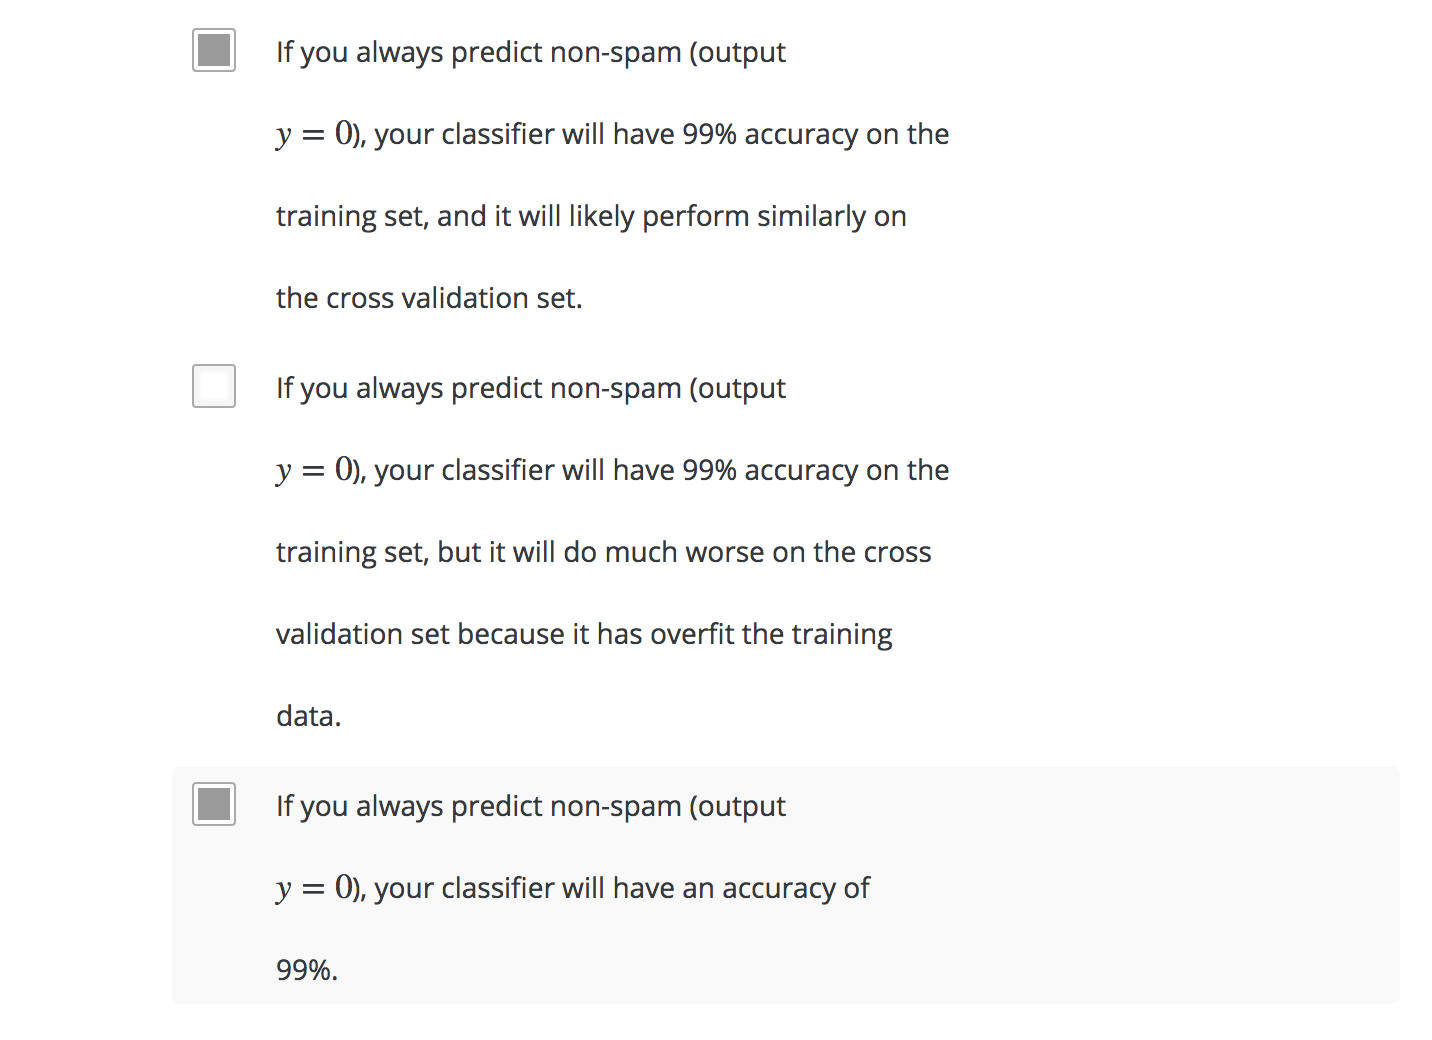 If you always predict non-spam (output
y = 0), your classifier will have 99% accuracy on the
training set, and it will likely perform similarly on
the cross validation set.
If you always predict non-spam (output
y = 0), your classifier will have 99% accuracy on the
training set, but it will do much worse on the cross
validation set because it has overfit the training
data.
If you always predict non-spam (output
y = 0), your classifier will have an accuracy of
99%.